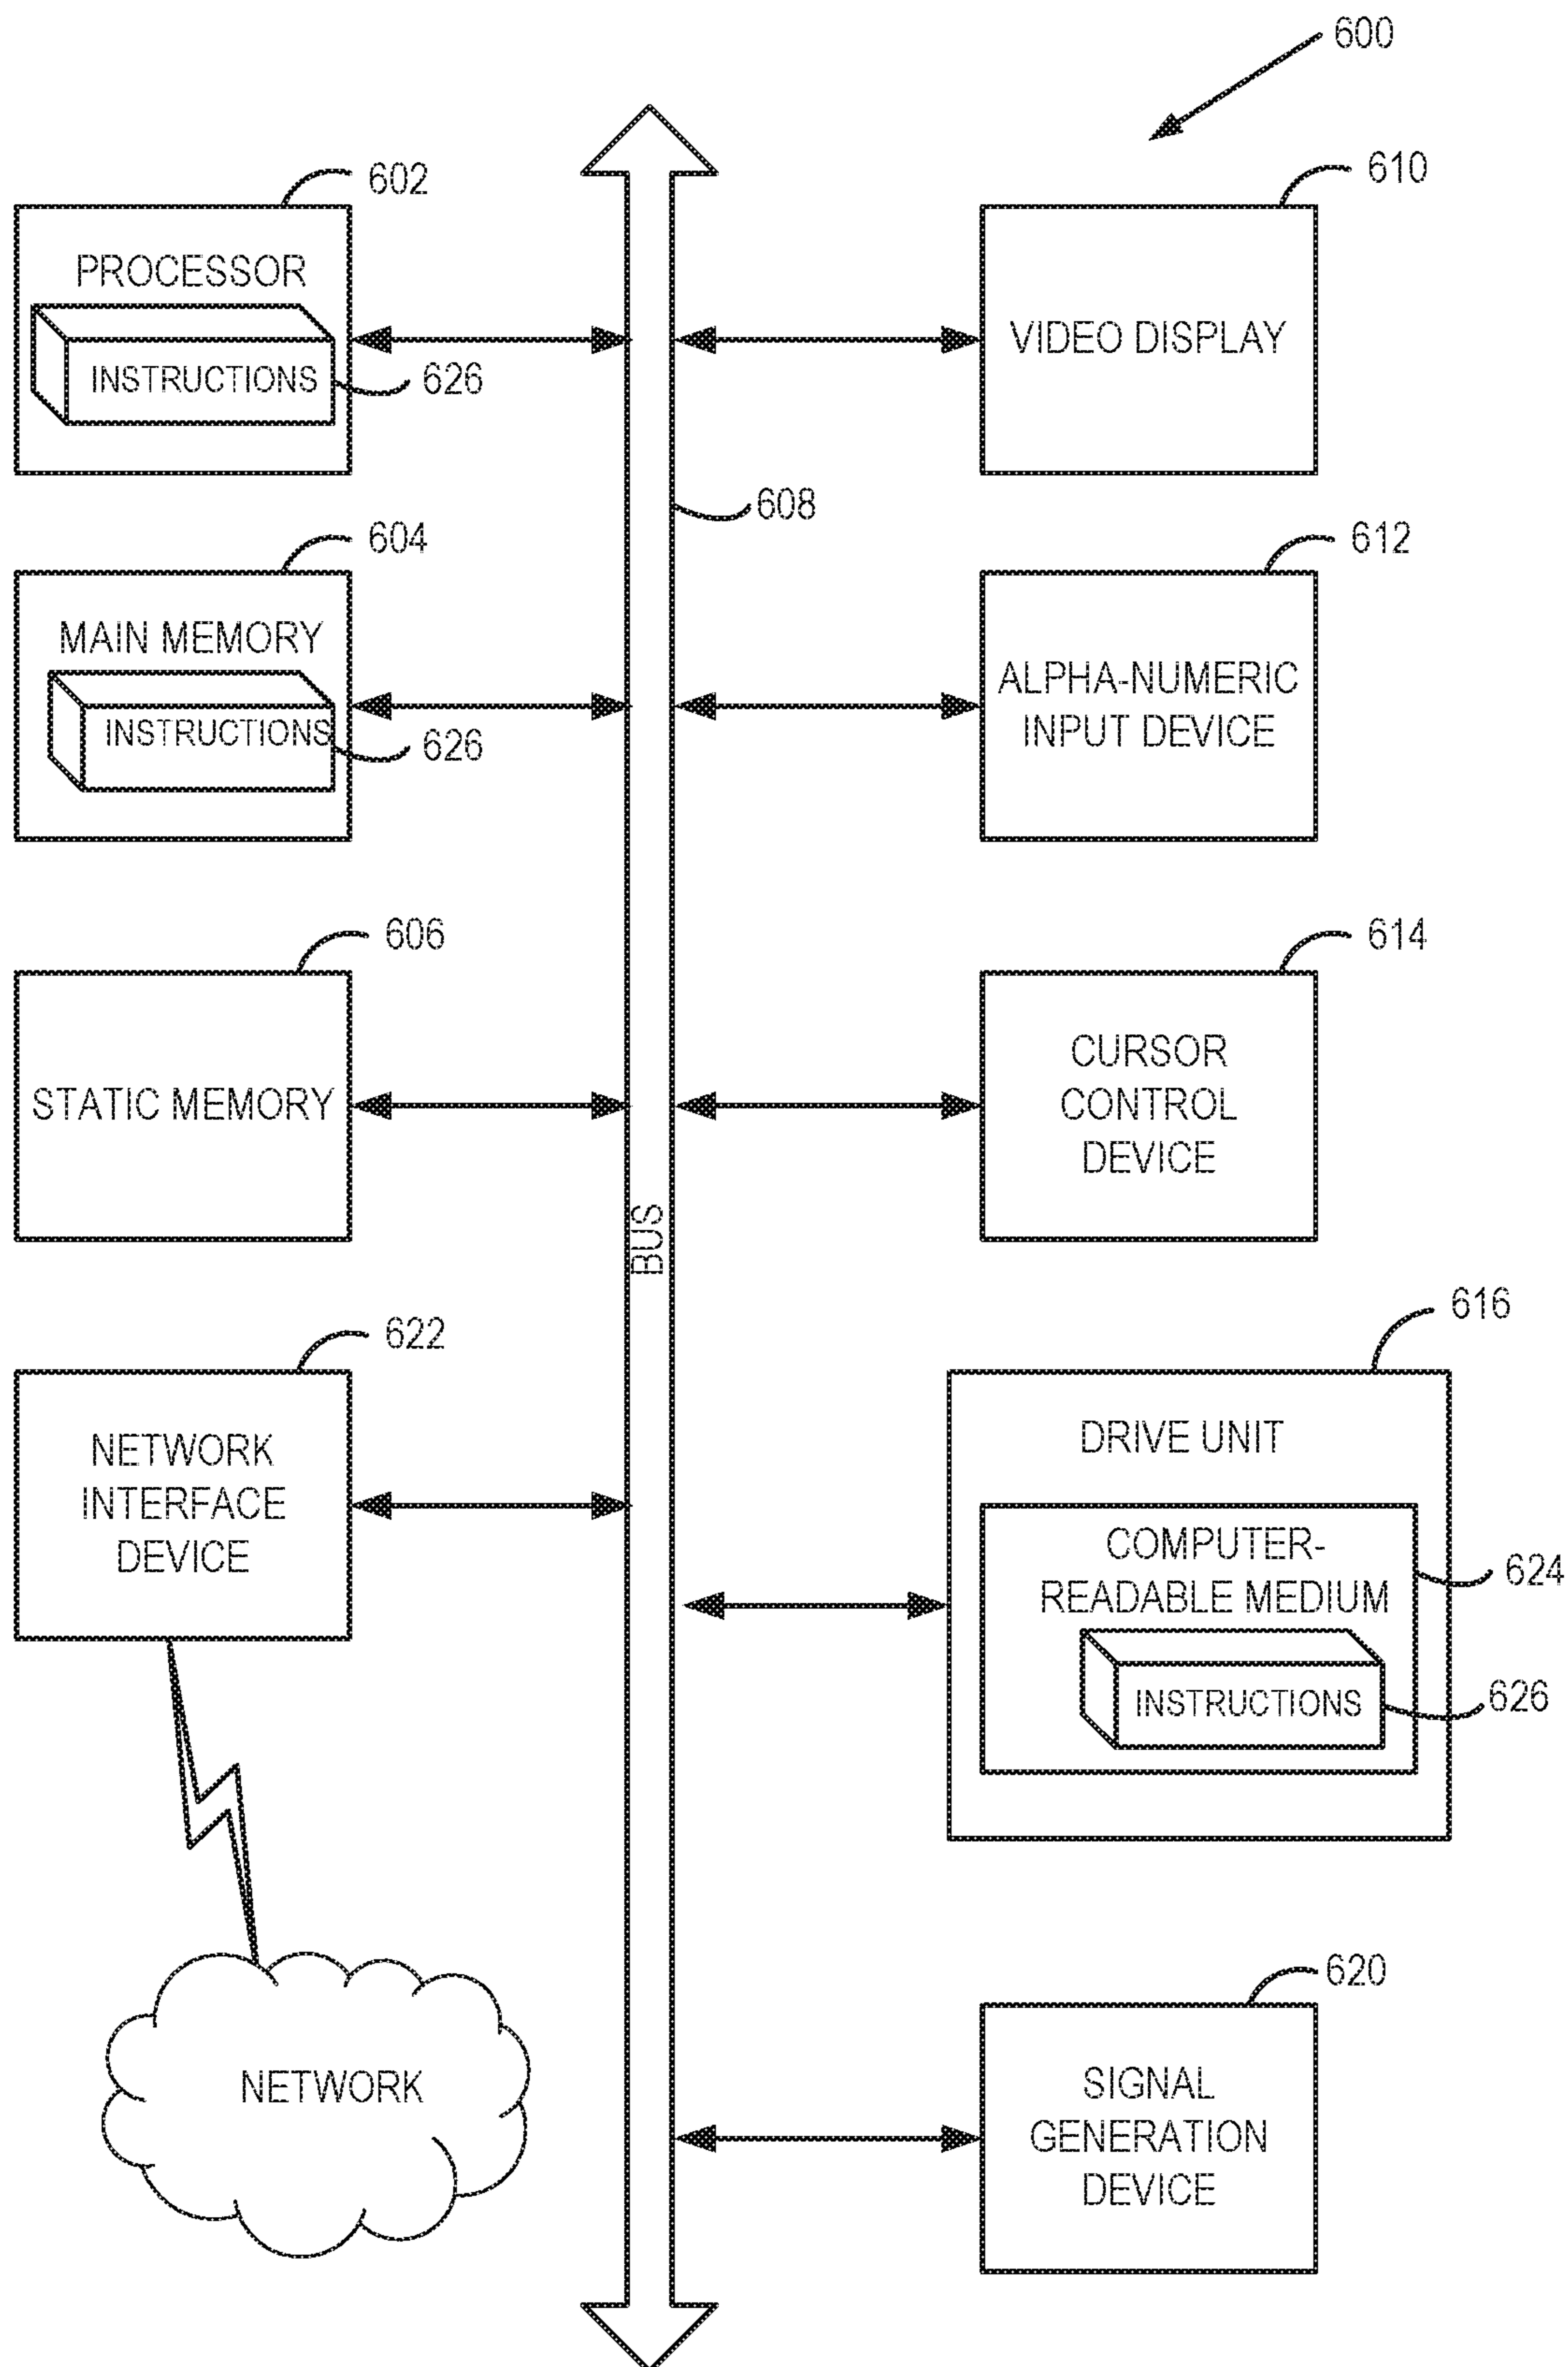 600
602
PROCESSOR
INSTRUCTIONS
626
610
VIDEO DISPLAY
608
604
MAIN MEMORY
INSTRUCTIONS
626
612
ALPHA-NUMERIC
INPUT DEVICE
606
STATIC MEMORY
614
CURSOR
CONTROL
DEVICE
BUS
622
NETWORK
INTERFACE
DEVICE
616
DRIVE UNIT
COMPUTER-
READABLE MEDIUM
624
INSTRUCTIONS
626
NETWORK
620
SIGNAL
GENERATION
DEVICE